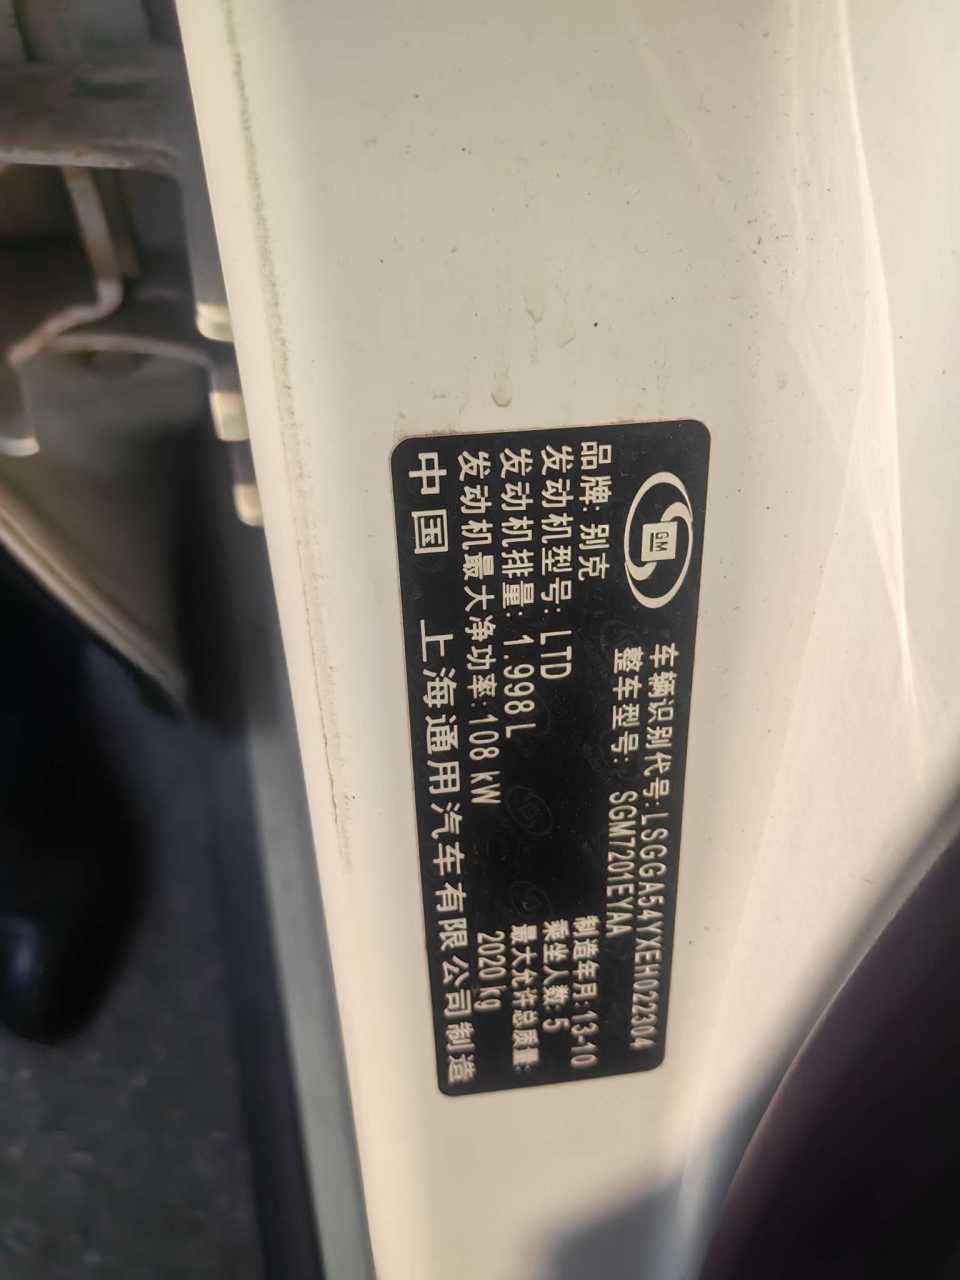 GM
车辆识别代号:LSGGA54YXEH022304
整车型号: SGM7201EYAA
品牌: 别克
制造年月:13-10
发动机型号: LTD
乘坐人数: 5
发动机排量: 1.998L
最大允许总质量:
2020kg
发动机最大净功率: 108 kW
中国 上海通用汽车有限公司制造